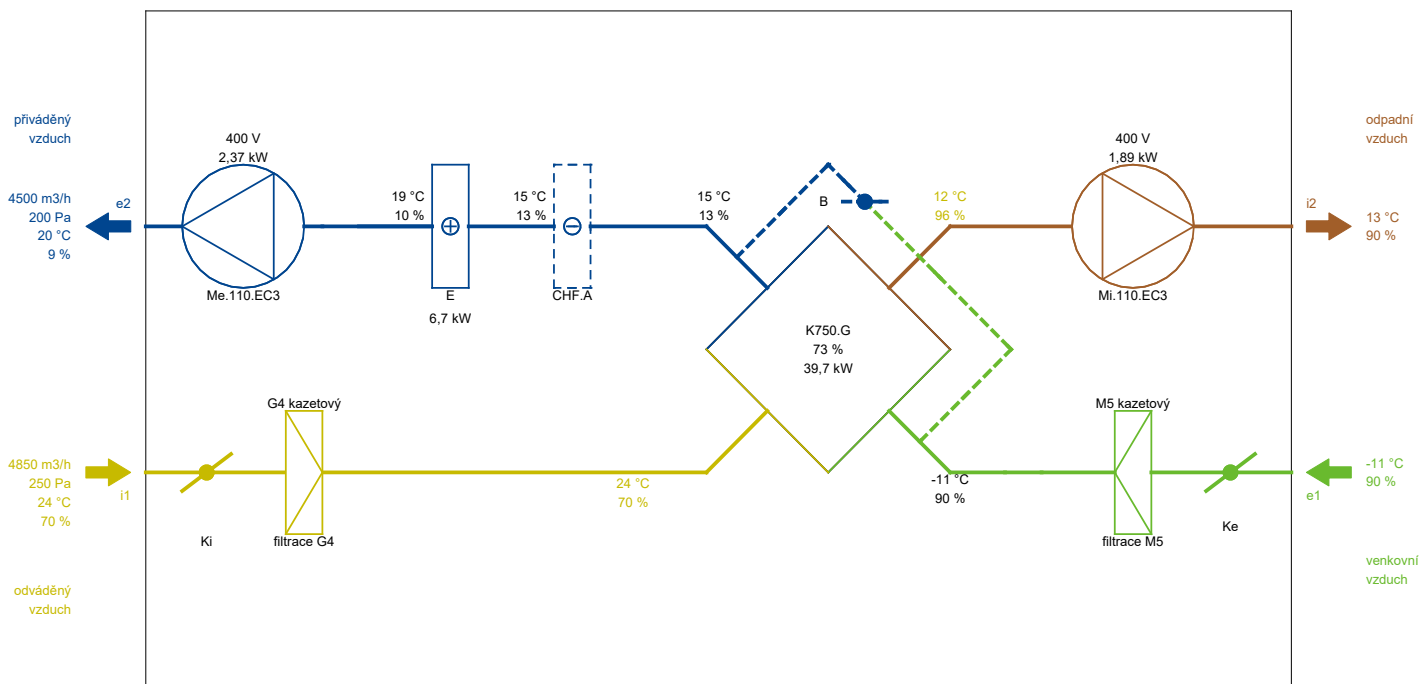 přiváděný
vzduch
4500 m3/h
200 Pa
20 °C
9 %
e2
400 V
2,37 kW
Me.110.EC3
19 °C
10 %
E
6,7 kW
15 °C
13 %
CHF.A
15 °C
13 %
B
12 °C
96 %
400 V
1,89 kW
Mi.110.EC3
odpadní
vzduch
i2
13 °C
90 %
K750.G
73 %
39,7 kW
4850 m3/h
250 Pa
24 °C
70 %
i1
odváděný
vzduch
Ki
G4 kazetový
filtrace G4
24 °C
70 %
-11 °C
90 %
M5 kazetový
filtrace M5
Ke
-11 °C
90 %
e1
venkovní
vzduch